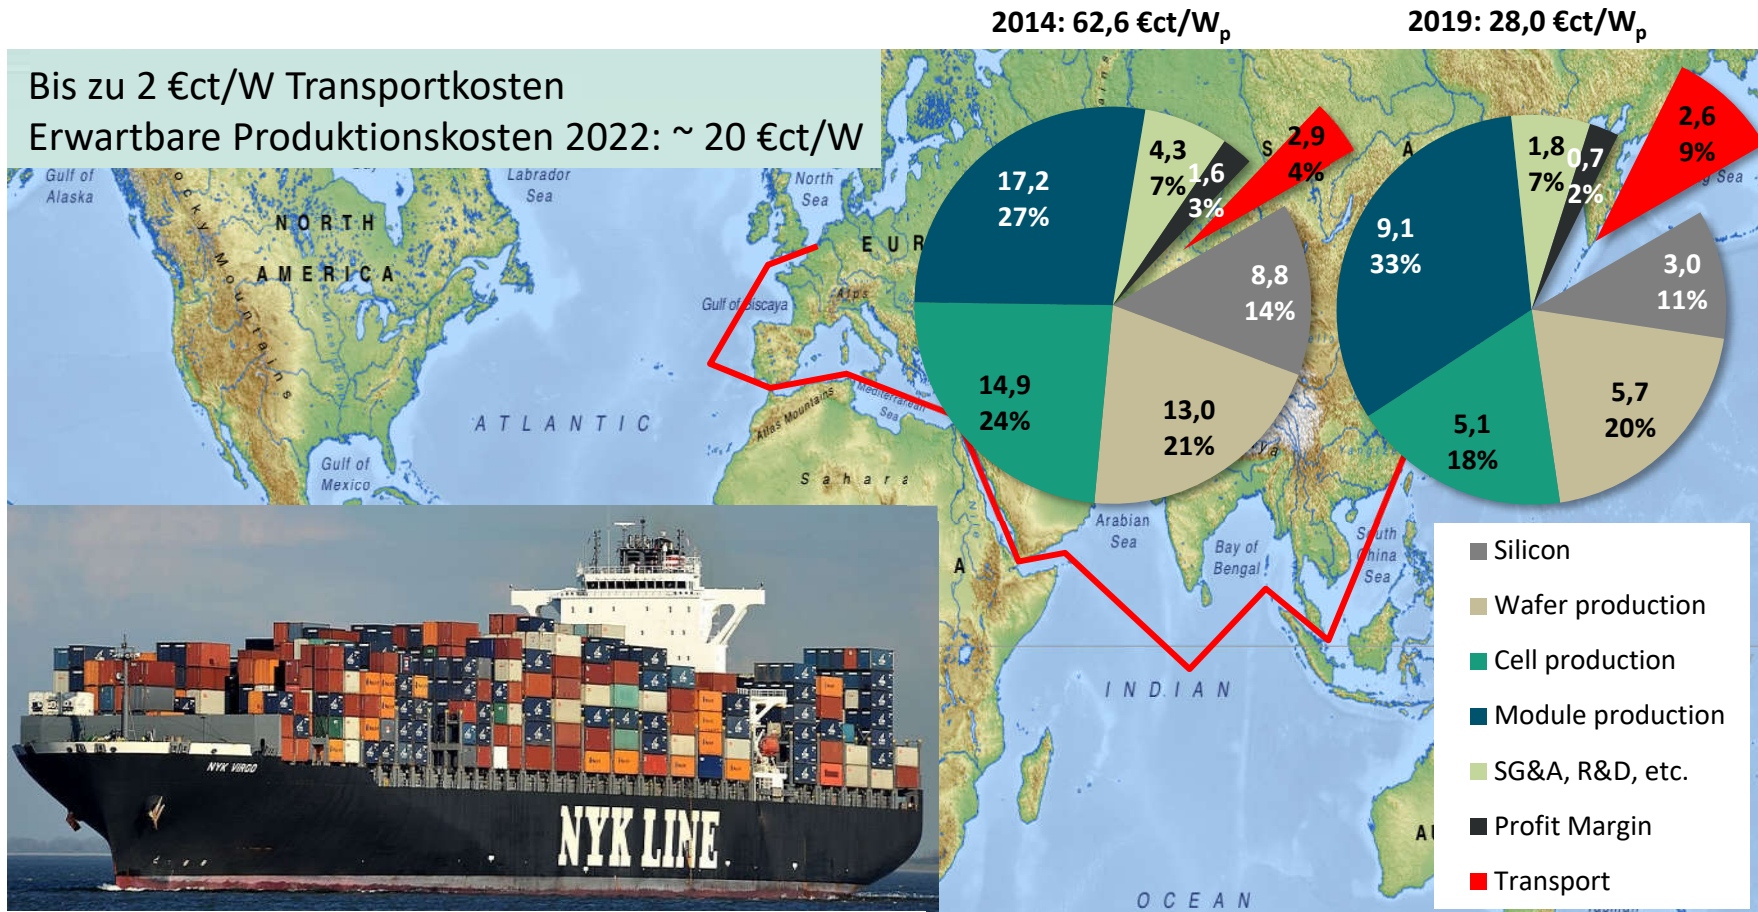 2014: 62,6 €ct/Wp
2019: 28,0 €ct/Wp
Bis zu 2 €ct/W Transportkosten
Erwartbare Produktionskosten 2022: ~ 20 €ct/W
17,2
27%
4,3
7%
1,6
3%
2,9
4%
8,8
14%
13,0
21%
14,9
24%
9,1
33%
1,8
7%
0,7
2%
2,6
9%
3,0
11%
5,7
20%
5,1
18%
Gulf of
Alaska
Labrador
Sea
North
Sea
NORTH
AMERICA
Mountains
EUR
Alps
Gulf of Biscaya
Mediterranean
Sea
Atlas Mountains
ATLANTIC
Sahara
Gulf of
Mexico
Arabian
Sea
Bay of
Bengal
South
China
Sea
INDIAN
OCEAN
Silicon
Wafer production
Cell production
Module production
SG&A, R&D, etc.
Profit Margin
Transport
NYK VIRGO
NYK LINE